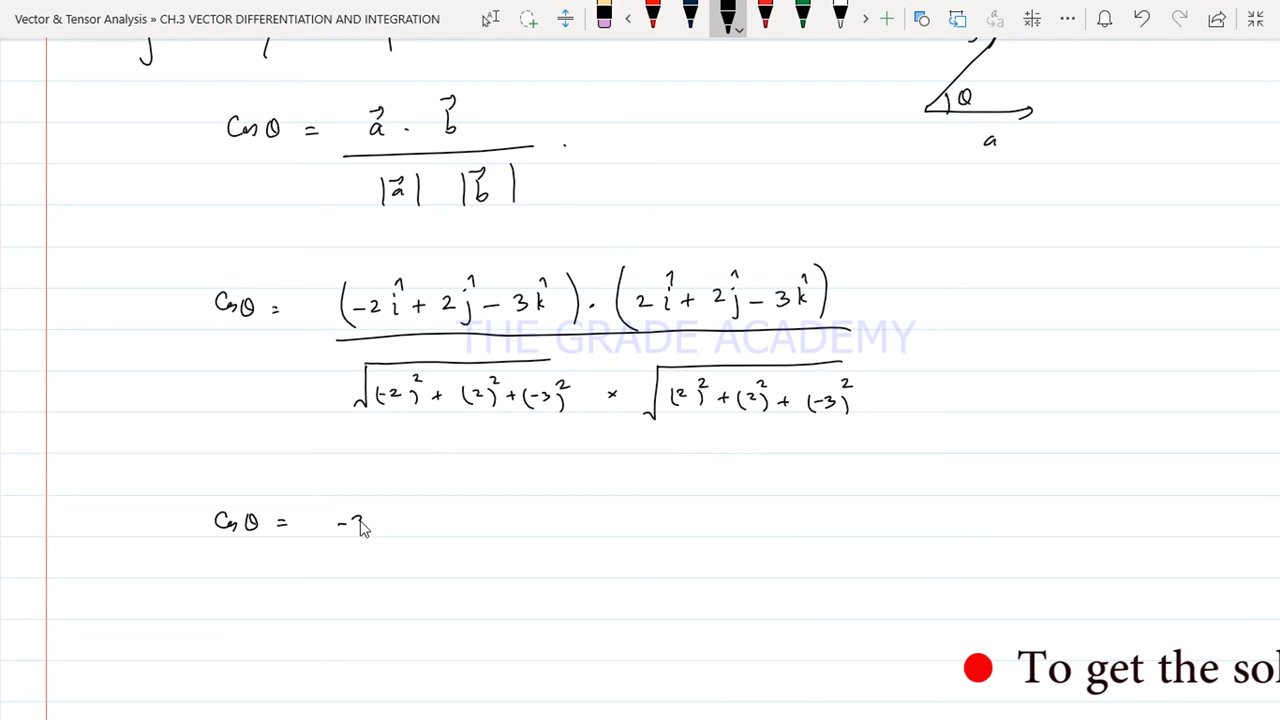 Vector & Tensor Analysis » CH.3 VECTOR DIFFERENTIATION AND INTEGRATION
Cos θ = a⃗ . b⃗ / |a⃗| |b⃗| .
θ
a
Cos θ = (-2 î + 2 ĵ - 3 k̂) . (2 î + 2 ĵ - 3 k̂) / √((-2)² + (2)² + (-3)²) × √((2)² + (2)² + (-3)²)
THE GRADE ACADEMY
Cos θ =
To get the sol